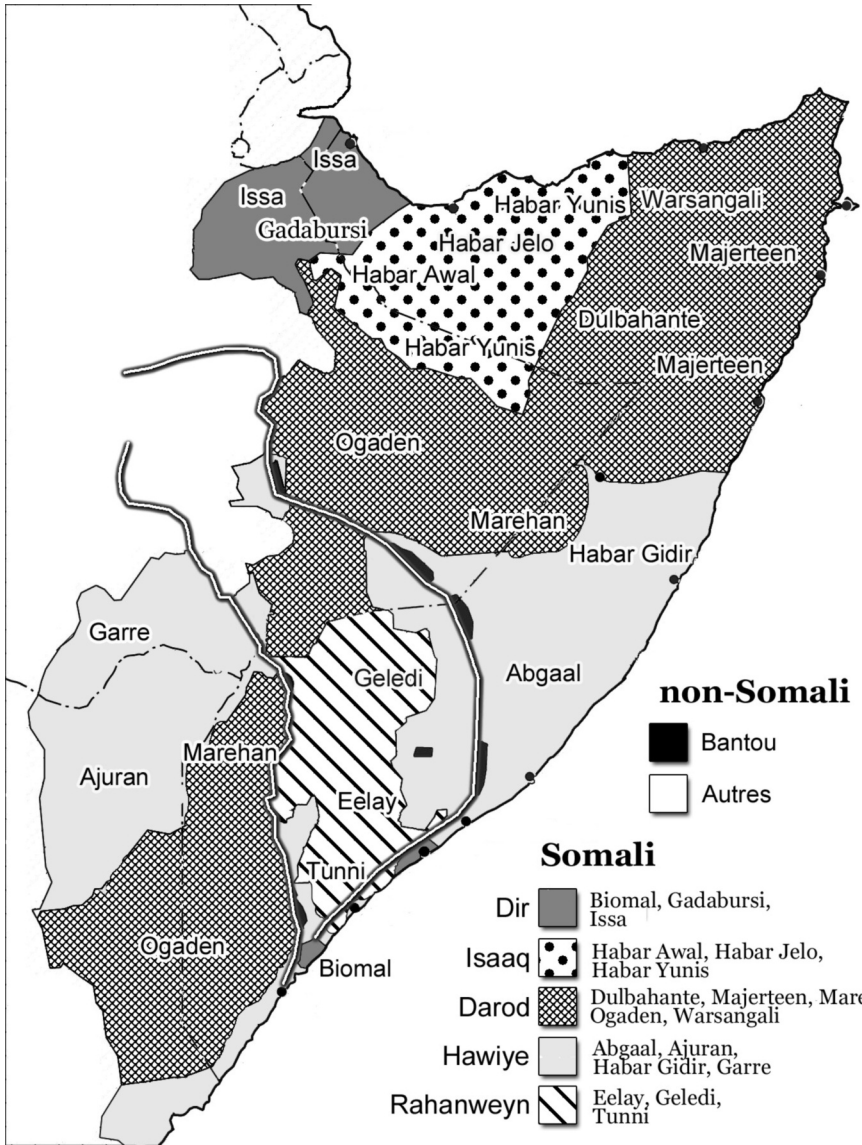 Issa
Issa
Gadabursi
Habar Yunis
Warsangali
Habar Jelo
Majerteen
Habar Awal
Dulbahante
Habar Yunis
Majerteen
Ogaden
Marehan
Habar Gidir
Garre
Geledi
Abgaal
Marehan
Ajuran
Eelay
Tunni
Ogaden
Biomal
non-Somali
Bantou
Autres
Somali
Dir
Biomal, Gadabursi,
Issa
Isaaq
Habar Awal, Habar Jelo,
Habar Yunis
Darod
Dulbahante, Majerteen, Mare
Ogaden, Warsangali
Hawiye
Abgaal, Ajuran,
Habar Gidir, Garre
Rahanweyn
Eelay, Geledi,
Tunni